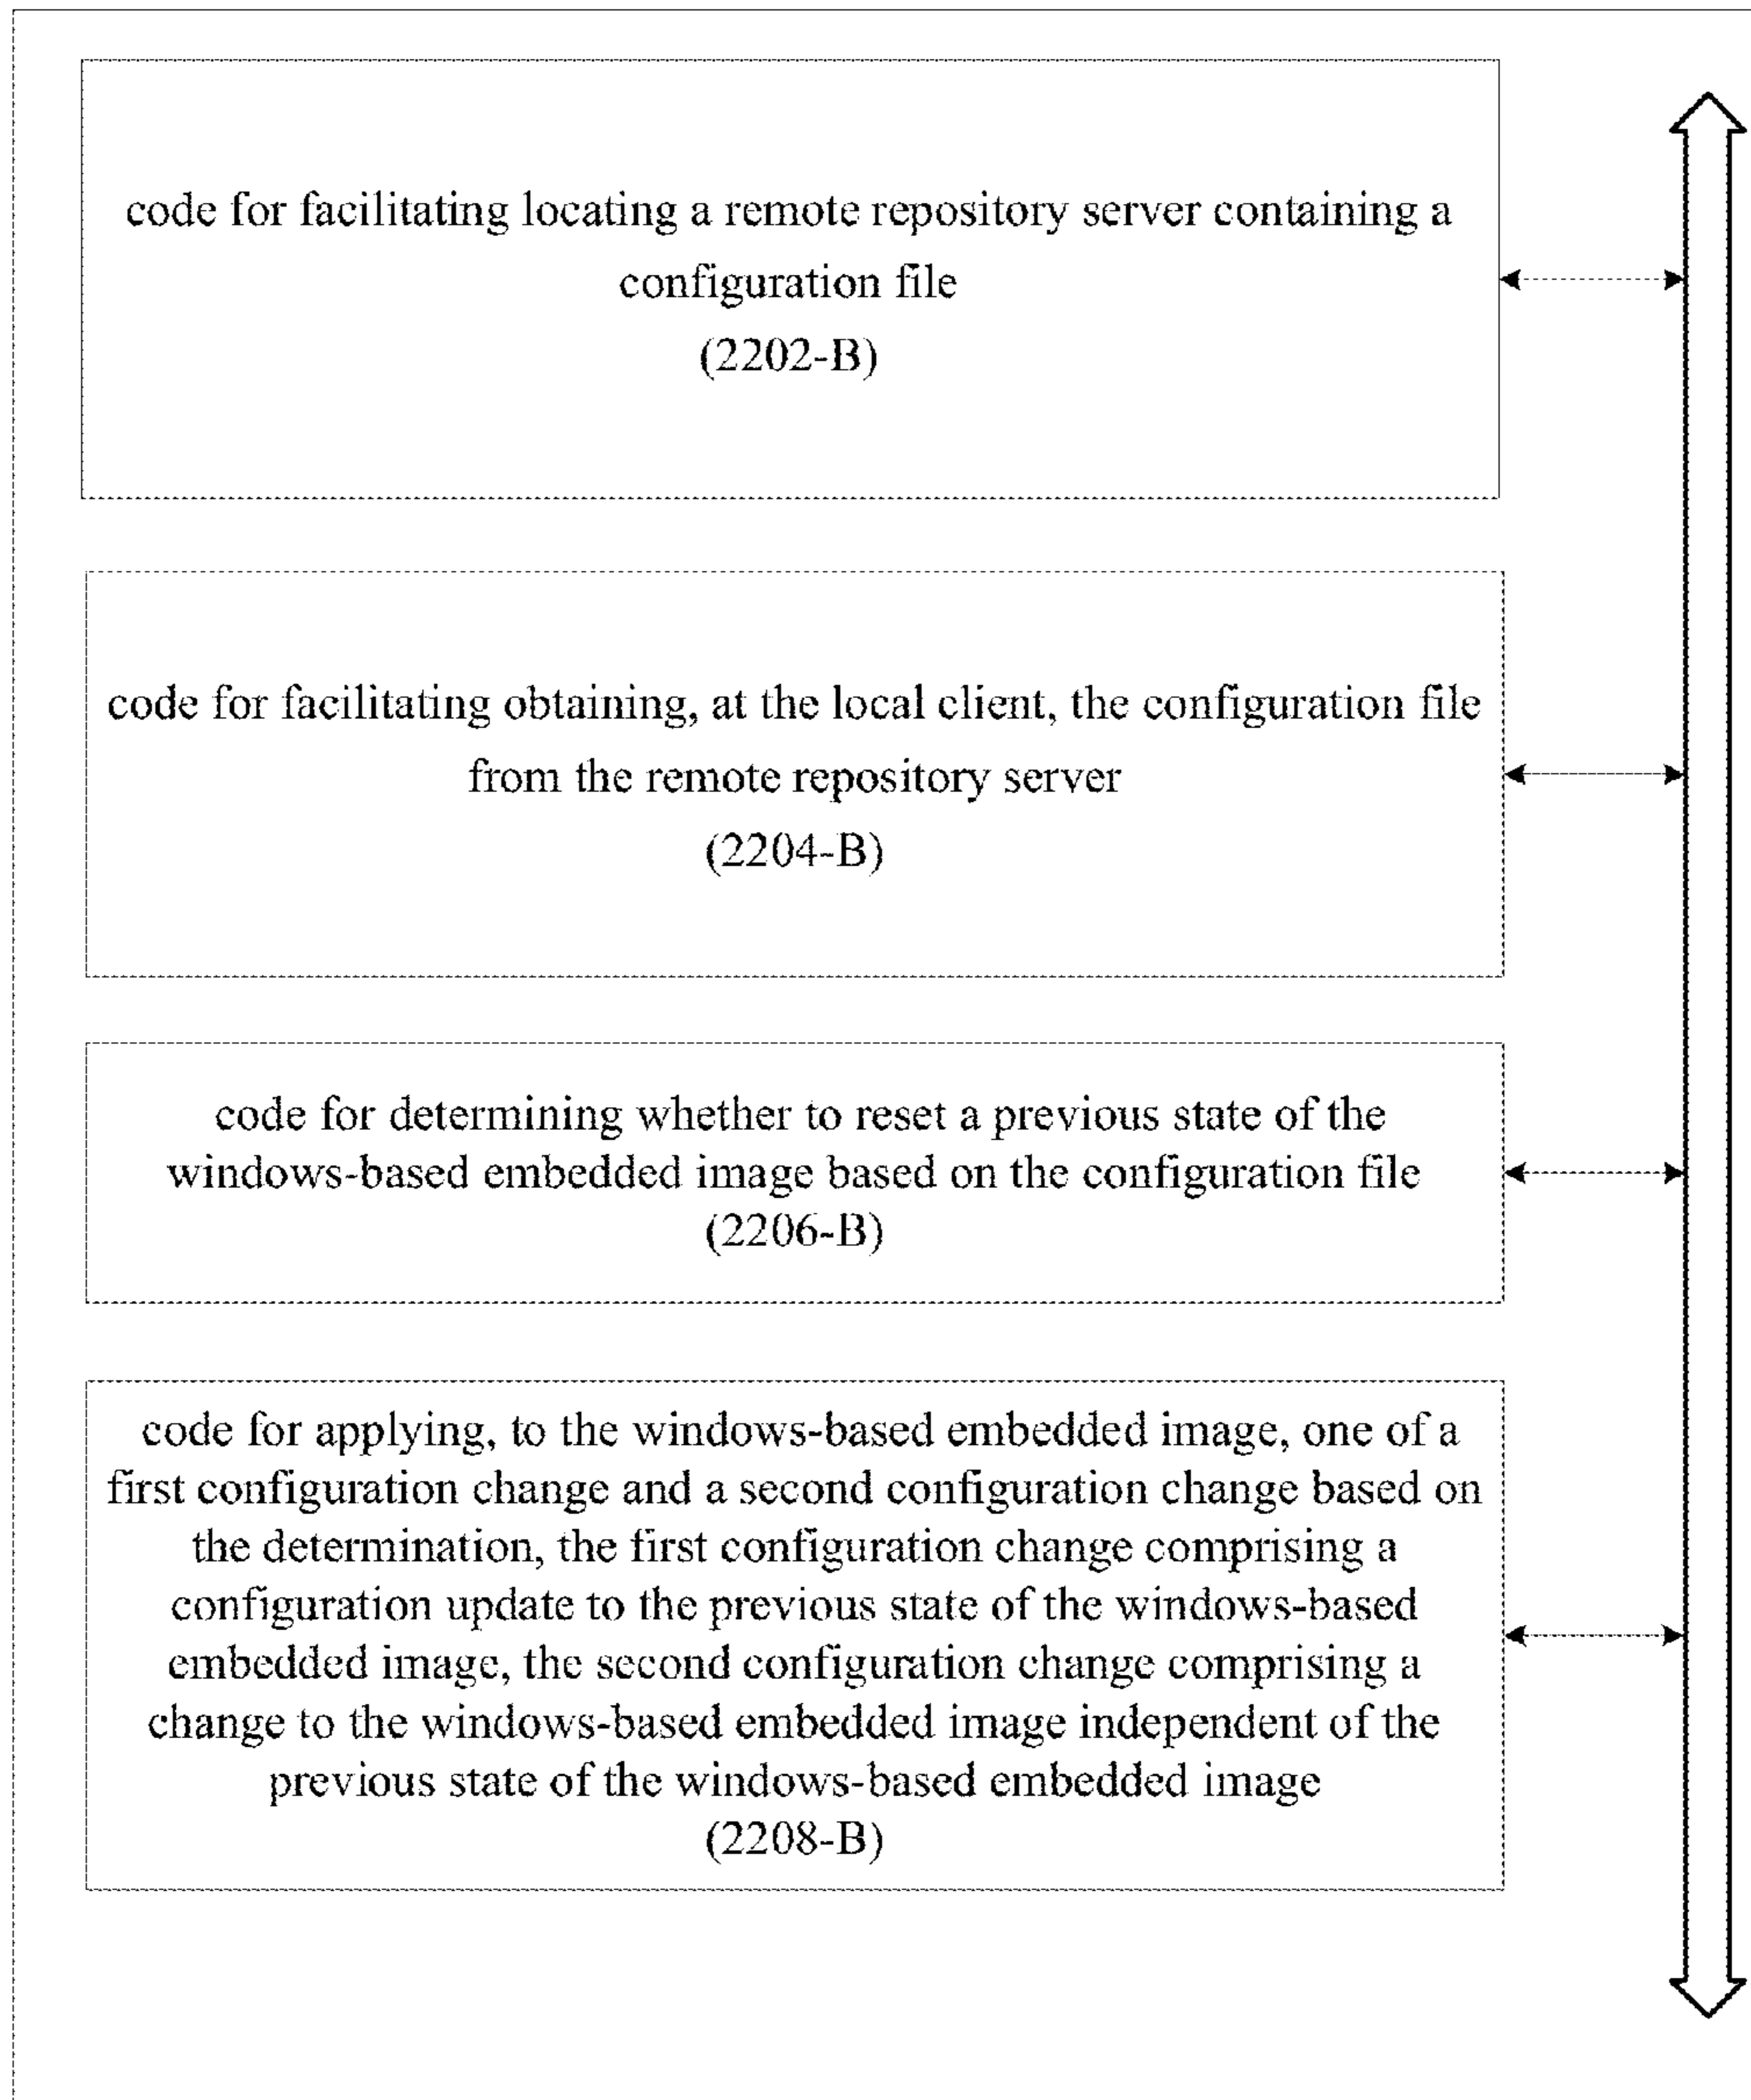 code for facilitating locating a remote repository server containing a
configuration file
(2202-B)
code for facilitating obtaining, at the local client, the configuration file
from the remote repository server
(2204-B)
code for determining whether to reset a previous state of the
windows-based embedded image based on the configuration file
(2206-B)
code for applying, to the windows-based embedded image, one of a
first configuration change and a second configuration change based on
the determination, the first configuration change comprising a
configuration update to the previous state of the windows-based
embedded image, the second configuration change comprising a
change to the windows-based embedded image independent of the
previous state of the windows-based embedded image
(2208-B)